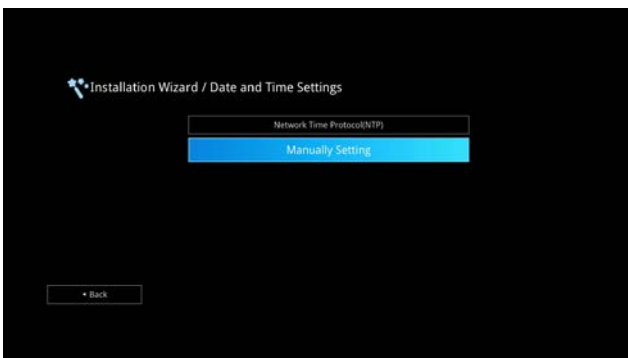 Installation Wizard / Date and Time Settings
Network Time Protocol(NTP)
Manually Setting
Back